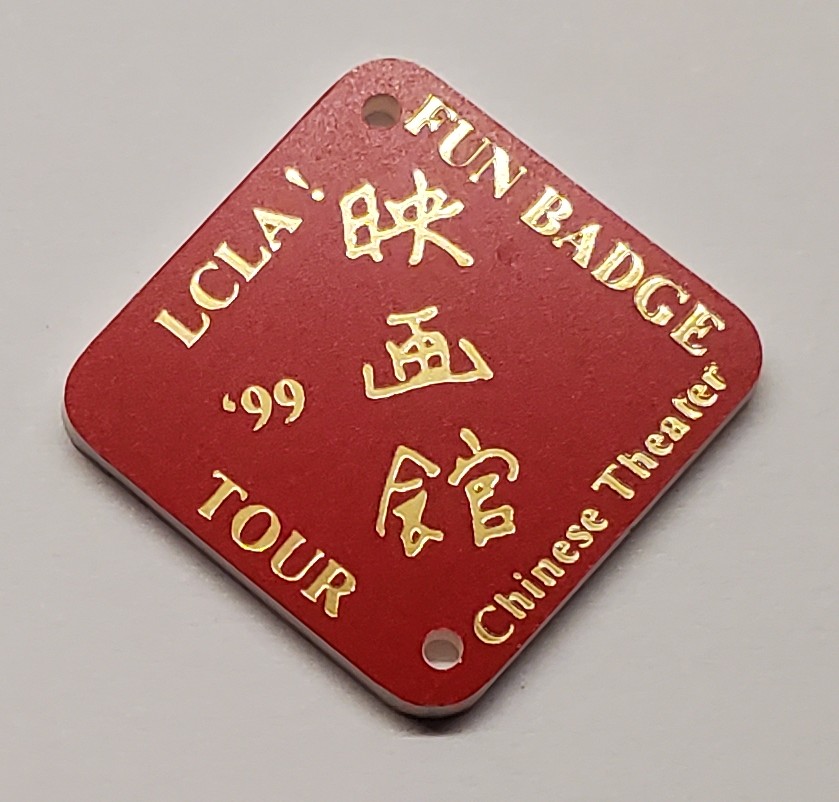 FUN BADGE
LCLA!
映画館
'99
TOUR
Chinese Theater